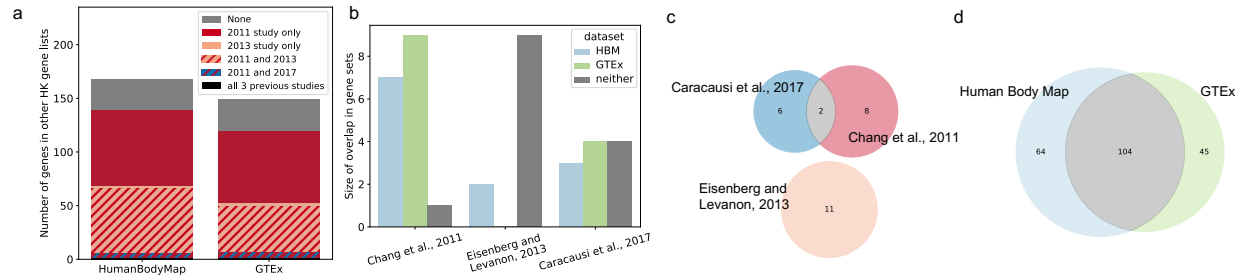 a
Number of genes in other HK gene lists
200
150
100
50
0
HumanBodyMap
GTEx
None
2011 study only
2013 study only
2011 and 2013
2011 and 2017
all 3 previous studies
b
Size of overlap in gene sets
8
6
4
2
0
dataset
HBM
GTEx
neither
Chang et al., 2011
Eisenberg and
Levanon, 2013
Caracausi et al., 2017
c
Caracausi et al., 2017
6
2
8
Chang et al., 2011
Eisenberg and
Levanon, 2013
11
d
Human Body Map
GTEx
64
104
45